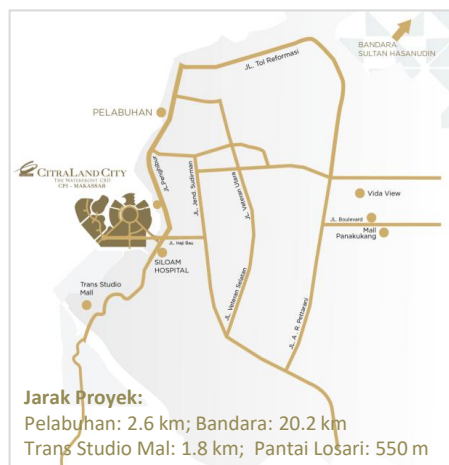 BANDARA
SULTAN HASANUDIN
JL. Tol Reformasi
PELABUHAN
CITRALAND CITY
THE WATERFRONT CBD
CPI - MAKASSAR
JL. Penghibur
JL. Jend. Sudirman
JL. Veteran Utara
Vida View
JL. Boulevard
Mall
Panakukang
JL. Haji Bau
SILOAM
HOSPITAL
Trans Studio
Mall
JL. Veteran Selatan
JL. A. R. Pettarani
Jarak Proyek:
Pelabuhan: 2.6 km; Bandara: 20.2 km
Trans Studio Mal: 1.8 km; Pantai Losari: 550 m